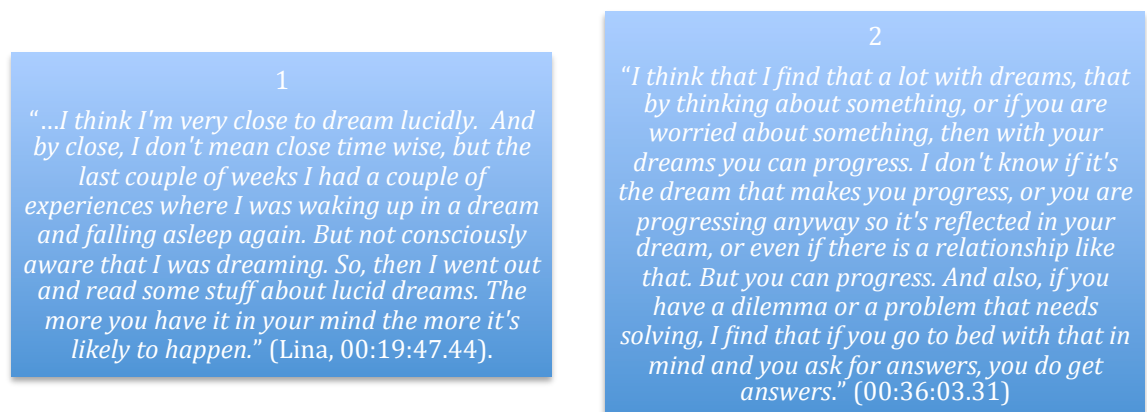 1
“…I think I'm very close to dream lucidly.  And
by close, I don't mean close time wise, but the
last couple of weeks I had a couple of
experiences where I was waking up in a dream
and falling asleep again. But not consciously
aware that I was dreaming. So, then I went out
and read some stuff about lucid dreams. The
more you have it in your mind the more it's
likely to happen.” (Lina, 00:19:47.44).
2
“I think that I find that a lot with dreams, that
by thinking about something, or if you are
worried about something, then with your
dreams you can progress. I don't know if it's
the dream that makes you progress, or you are
progressing anyway so it's reflected in your
dream, or even if there is a relationship like
that. But you can progress. And also, if you
have a dilemma or a problem that needs
solving, I find that if you go to bed with that in
mind and you ask for answers, you do get
answers.” (00:36:03.31)